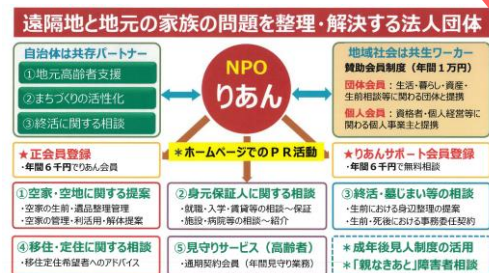 遠隔地と地元の家族の問題を整理・解決する法人団体
自治体は共存パートナー
①地元高齢者支援
②まちづくりの活性化
③終活に関する相談
NPO
りあん
地域社会は共生ワーカー
賛助会員制度(年間1万円)
団体会員:生活・暮らし・資産・
生前相談等に関わる団体と提携
個人会員:資格者・個人経営等に
関わる個人事業主と提携
★正会員登録
・年間6千円でりあん会員
*ホームページでのPR活動
★りあんサポート会員登録
・年間6千円で無料相談
①空家・空地に関する提案
・空家の生前・遺品整理管理
・空家の管理・利活用・解体提案
②身元保証人に関する相談
・就職・入学・賃貸等の相談~保証
・施設・病院等の相談~紹介
③終活・墓じまい等の相談
・生前における身辺整理の提案
・生前・死後における事務委任契約
④移住・定住に関する相談
・移住定住希望者へのアドバイス
⑤見守りサービス(高齢者)
・通期契約会員(年間見守り業務)
*成年後見人制度の活用
*「親なきあと」障害者相談